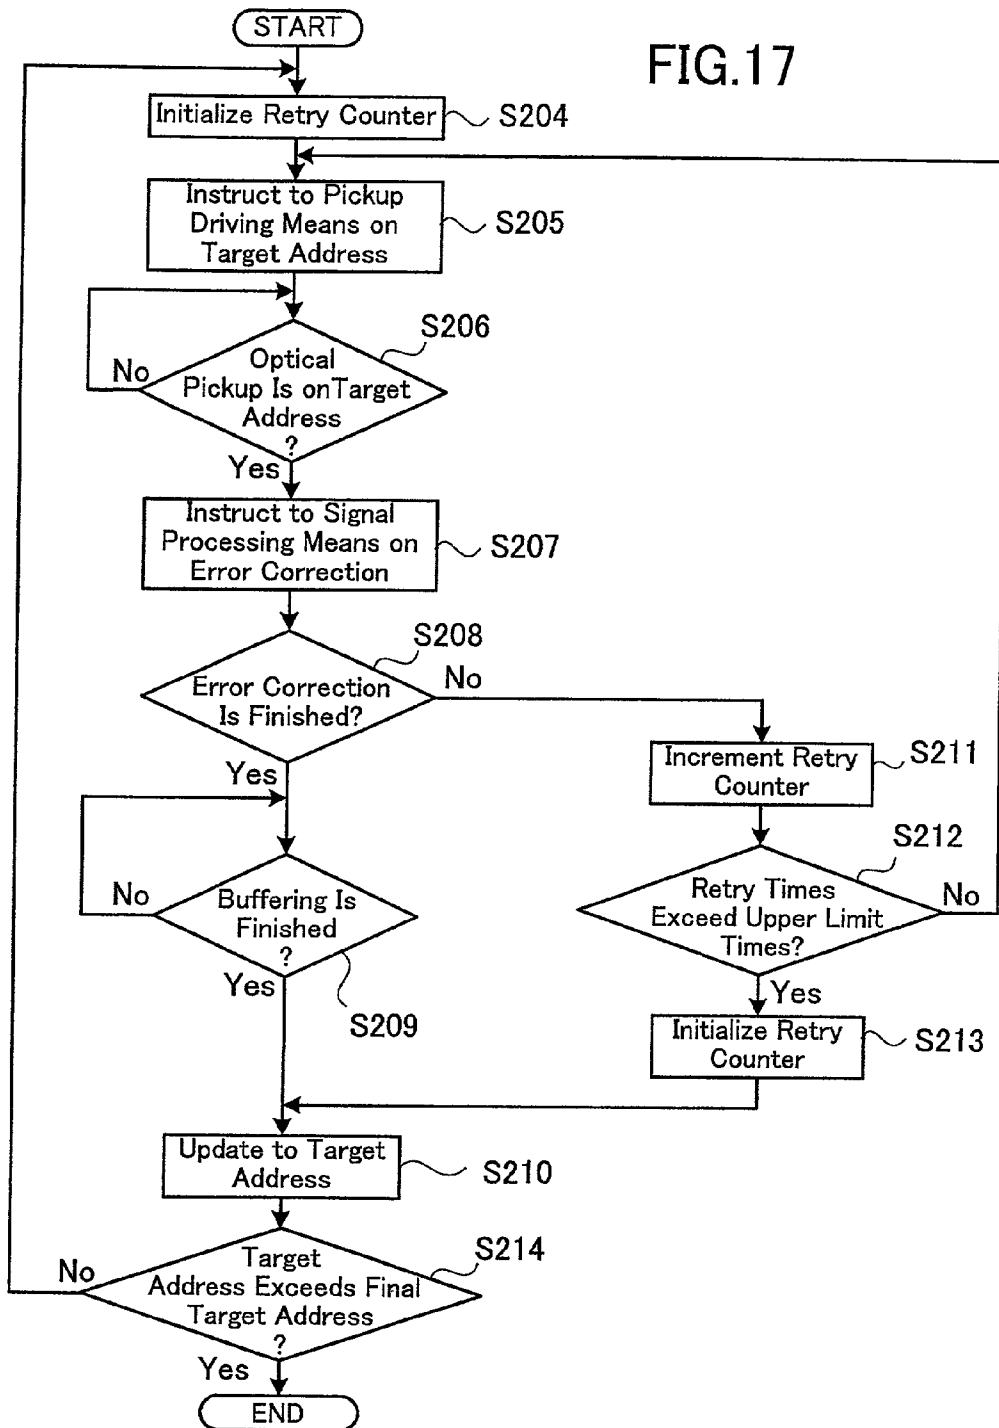 START
FIG.17
Initialize Retry Counter
S204
Instruct to Pickup
Driving Means on
Target Address
S205
S206
Optical
Pickup Is onTarget
Address
?
No
Yes
Instruct to Signal
Processing Means on
Error Correction
S207
S208
Error Correction
Is Finished?
No
Yes
Increment Retry
Counter
S211
S212
Retry Times
Exceed Upper Limit
Times?
No
Yes
Initialize Retry
Counter
S213
Buffering Is
Finished
?
No
Yes
S209
Update to Target
Address
S210
S214
Target
Address Exceeds Final
Target Address
?
No
Yes
END